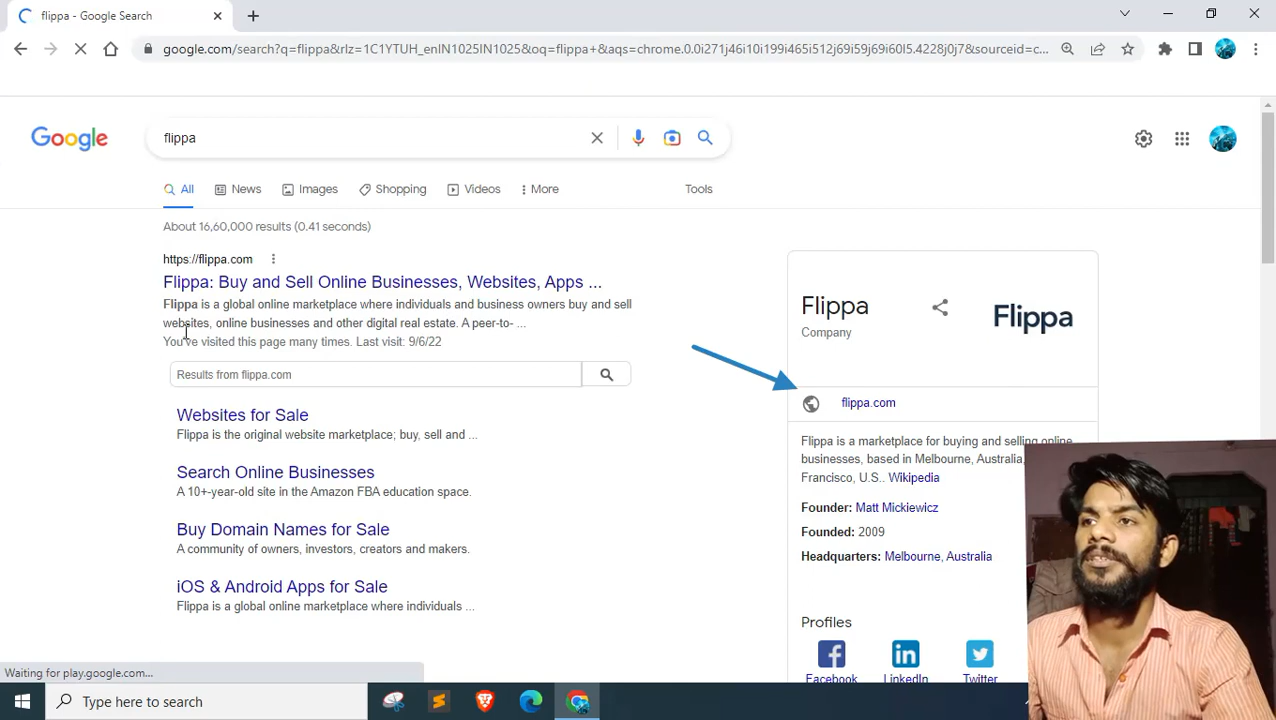 flippa - Google Search
google.com/search?q=flippa&rlz=1C1YTUH_enIN1025IN1025&oq=flippa+&aqs=chrome.0.0i271j46i10i199i465i512j69i59j69i60l5.4228j0j7&sourceid=c...
Google
flippa
All
News
Images
Shopping
Videos
More
Tools
About 16,60,000 results (0.41 seconds)
https://flippa.com
Flippa: Buy and Sell Online Businesses, Websites, Apps ...
Flippa is a global online marketplace where individuals and business owners buy and sell
websites, online businesses and other digital real estate. A peer-to- ...
You've visited this page many times. Last visit: 9/6/22
Results from flippa.com
Websites for Sale
Flippa is the original website marketplace; buy, sell and ...
Search Online Businesses
A 10+-year-old site in the Amazon FBA education space.
Buy Domain Names for Sale
A community of owners, investors, creators and makers.
iOS & Android Apps for Sale
Flippa is a global online marketplace where individuals ...
Flippa
Company
Flippa
flippa.com
Flippa is a marketplace for buying and selling online
businesses, based in Melbourne, Australia,
Francisco, U.S.. Wikipedia
Founder: Matt Mickiewicz
Founded: 2009
Headquarters: Melbourne, Australia
Profiles
Facebook
LinkedIn
Twitter
Waiting for play.google.com...
Type here to search